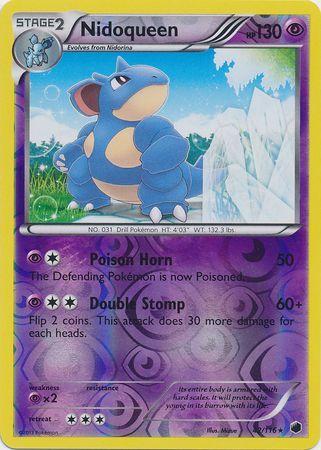 STAGE2
Nidoqueen
HP130
Evolves from Nidorina
NO. 031 Drill Pokémon HT: 4'03" WT: 132.3 lbs.
Poison Horn 50
The Defending Pokémon is now Poisoned.
Double Stomp 60+
Flip 2 coins. This attack does 30 more damage for
each heads.
weakness resistance
×2
Its entire body is armored with
hard scales. It will protect the
young in its burrow with its life.
retreat
©2013 Pokémon Illus. Midue 42/116 ★